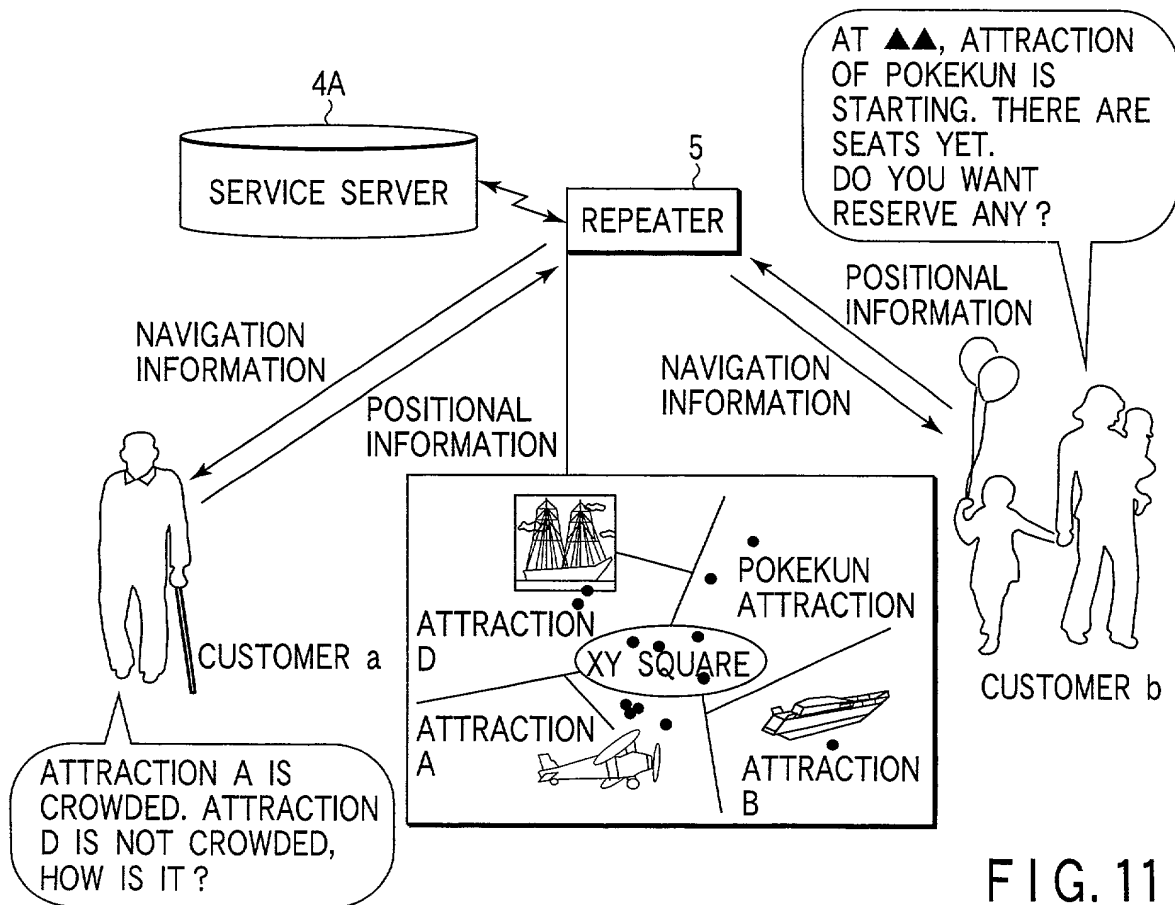 4A
SERVICE SERVER
5
REPEATER
AT ▲▲, ATTRACTION
OF POKEKUN IS
STARTING. THERE ARE
SEATS YET.
DO YOU WANT
RESERVE ANY?
NAVIGATION
INFORMATION
POSITIONAL
INFORMATION
POSITIONAL
INFORMATION
NAVIGATION
INFORMATION
CUSTOMER a
CUSTOMER b
POKEKUN
ATTRACTION
ATTRACTION
D
XY SQUARE
ATTRACTION
A
ATTRACTION
B
ATTRACTION A IS
CROWDED. ATTRACTION
D IS NOT CROWDED,
HOW IS IT?
FIG. 11